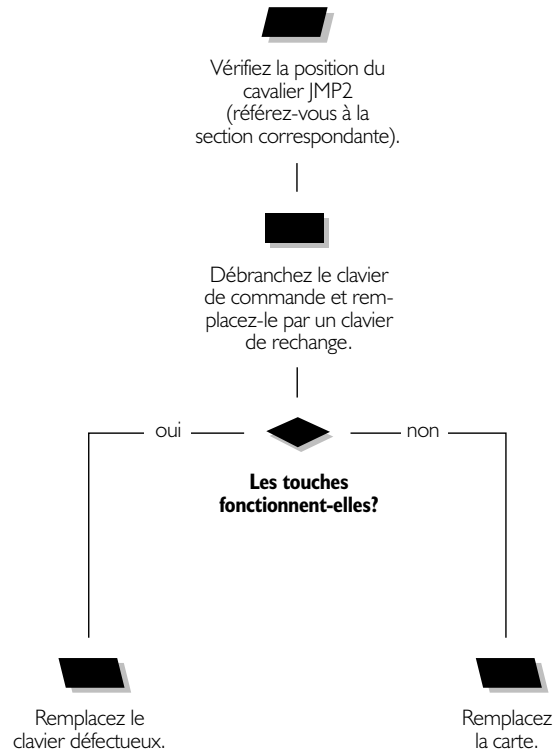 Vérifiez la position du
cavalier JMP2
(référez-vous à la
section correspondante).
Débranchez le clavier
de commande et rem-
placez-le par un clavier
de rechange.
oui
non
Les touches
fonctionnent-elles?
Remplacez le
clavier défectueux.
Remplacez
la carte.